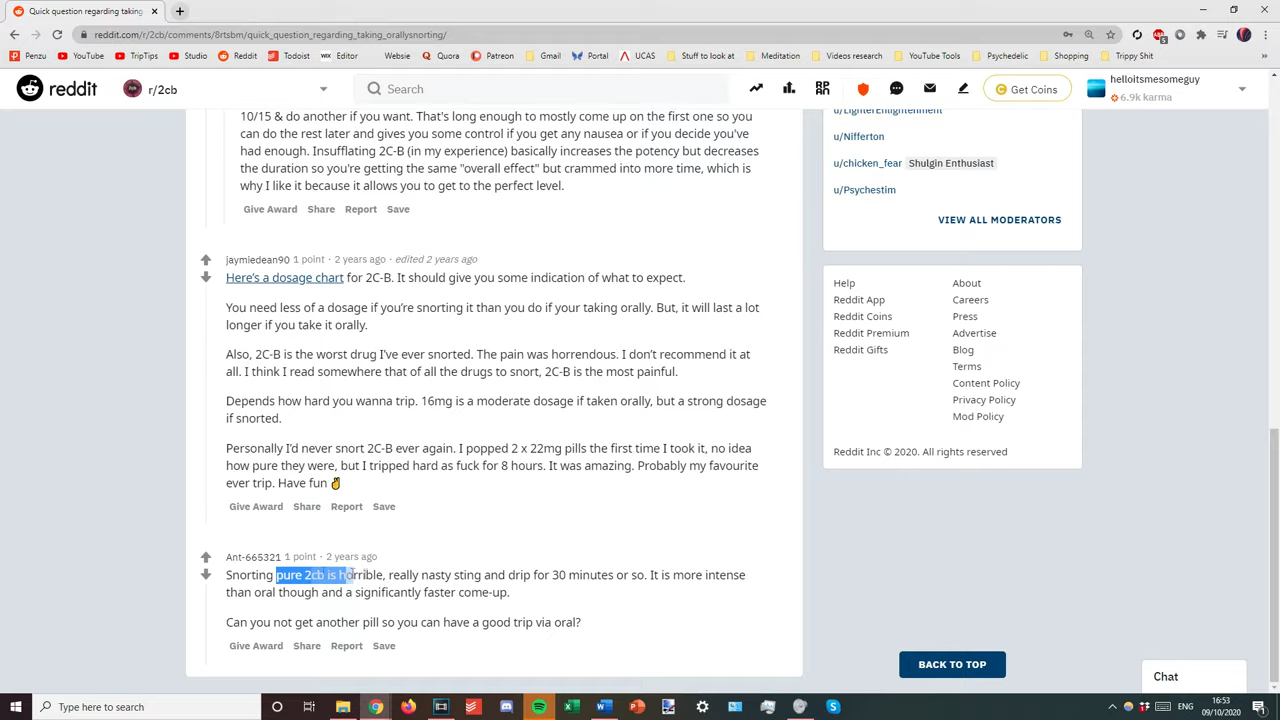 Quick question regarding taking
reddit.com/r/2cb/comments/8rtsbm/quick_question_regarding_taking_orallysnorting/
Penzu
YouTube
TripTips
Studio
Todoist
Editor
Websie
Quora
Portal
UCAS
Stuff to look at
Meditation
Videos research
YouTube Tools
Psychedelic
Shopping
Trippy Shit
reddit
r/2cb
Search
Get Coins
helloitsmesomeguy
6.9k karma
10/15 & do another if you want. That's long enough to mostly come up on the first one so you
can do the rest later and gives you some control if you get any nausea or if you decide you've
had enough. Insufflating 2C-B (in my experience) basically increases the potency but decreases
the duration so you're getting the same "overall effect" but crammed into more time, which is
why I like it because it allows you to get to the perfect level.
Give Award Share Report Save
jaymiedean90 1 point · 2 years ago · edited 2 years ago
Here's a dosage chart for 2C-B. It should give you some indication of what to expect.
You need less of a dosage if you're snorting it than you do if your taking orally. But, it will last a lot
longer if you take it orally.
Also, 2C-B is the worst drug I've ever snorted. The pain was horrendous. I don't recommend it at
all. I think I read somewhere that of all the drugs to snort, 2C-B is the most painful.
Depends how hard you wanna trip. 16mg is a moderate dosage if taken orally, but a strong dosage
if snorted.
Personally I'd never snort 2C-B ever again. I popped 2 x 22mg pills the first time I took it, no idea
how pure they were, but I tripped hard as fuck for 8 hours. It was amazing. Probably my favourite
ever trip. Have fun ✌
Give Award Share Report Save
Ant-665321 1 point · 2 years ago
Snorting pure 2cb is horrible, really nasty sting and drip for 30 minutes or so. It is more intense
than oral though and a significantly faster come-up.
Can you not get another pill so you can have a good trip via oral?
Give Award Share Report Save
u/LighterEnlightenment
u/Nifferton
u/chicken_fear Shulgin Enthusiast
u/Psychestim
VIEW ALL MODERATORS
Help About
Reddit App Careers
Reddit Coins Press
Reddit Premium Advertise
Reddit Gifts Blog
Terms
Content Policy
Privacy Policy
Mod Policy
Reddit Inc © 2020. All rights reserved
BACK TO TOP
Chat
Type here to search
ENG
16:53
09/10/2020